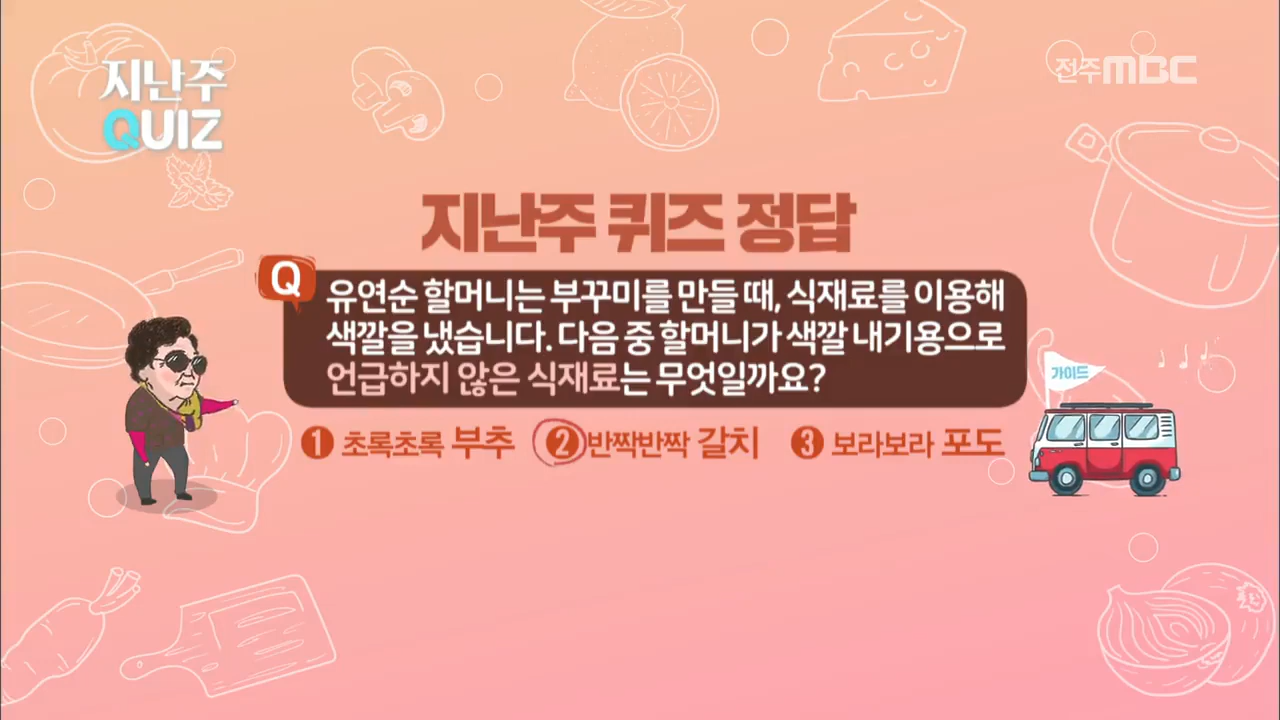 지난주
QUIZ
전주MBC
지난주 퀴즈 정답
Q
유연순 할머니는 부꾸미를 만들 때, 식재료를 이용해
색깔을 냈습니다. 다음 중 할머니가 색깔 내기용으로
언급하지 않은 식재료는 무엇일까요?
가이드
1 초록초록 부추 2 반짝반짝 갈치 3 보라보라 포도